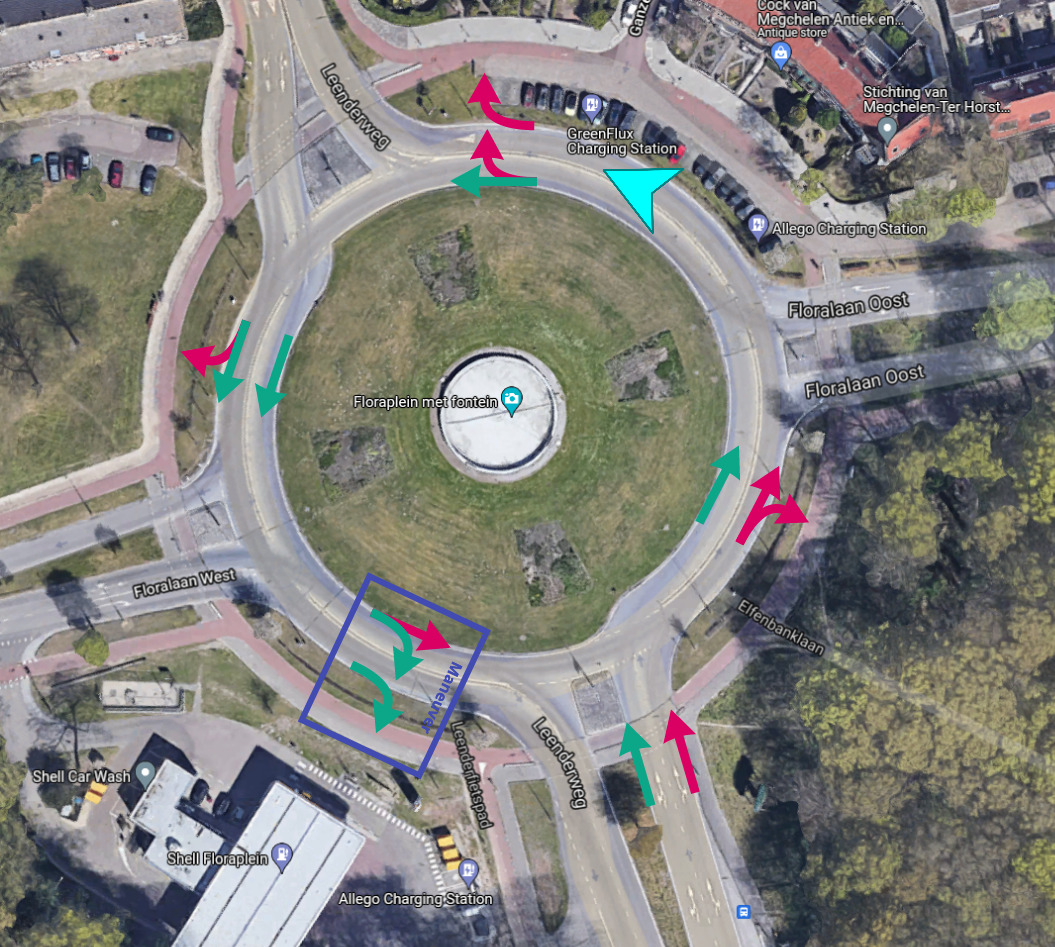 Cock van
Megchelen Antiek en...
Antique store
Ganze
Leenderweg
Stichting van
Megchelen-Ter Horst...
GreenFlux
Charging Station
Allego Charging Station
Floralaan Oost
Floralaan Oost
Floraplein met fontein
Floralaan West
Elfenbanklaan
Maneuver
Leenderweg
Leenderfietspad
Shell Car Wash
Shell Floraplein
Allego Charging Station